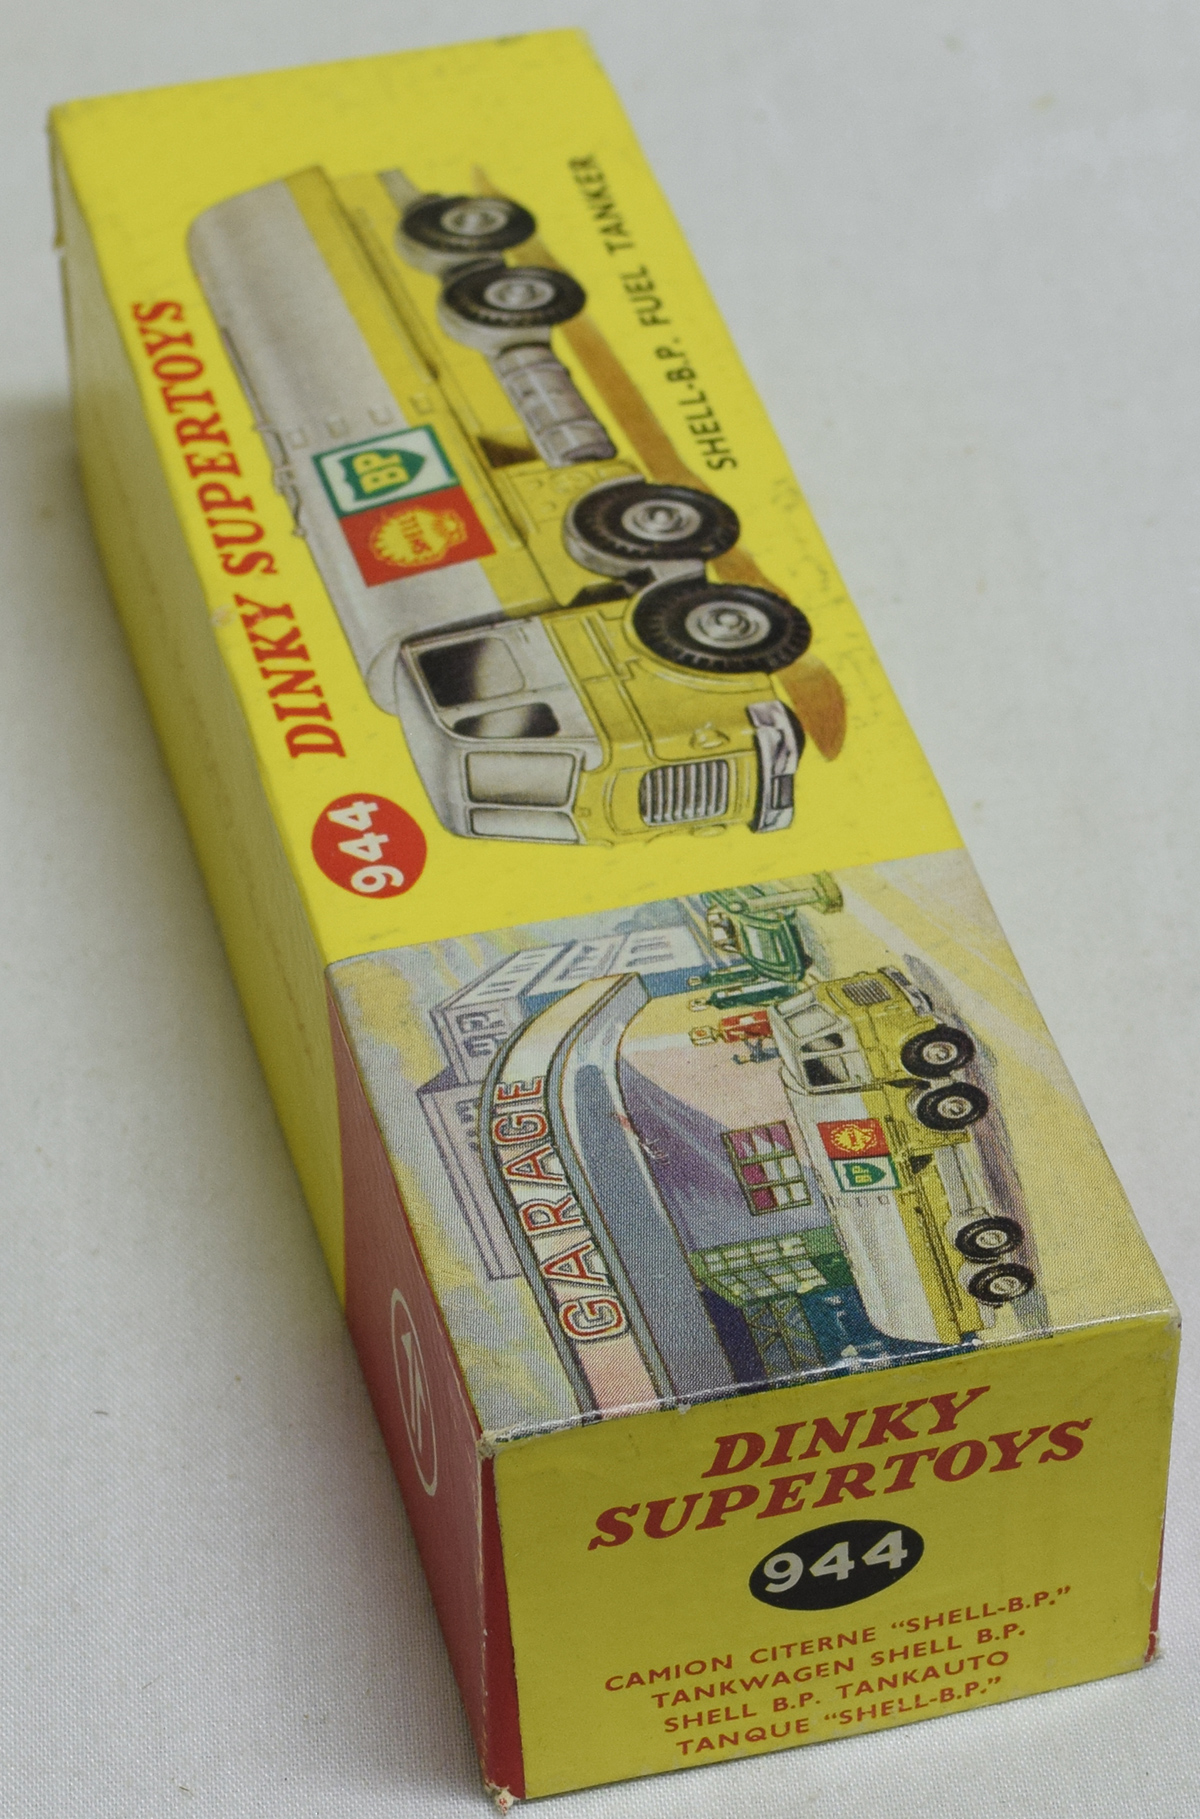 DINKY SUPERTOYS
944
SHELL-B.P. FUEL TANKER
BP
SHELL
GARAGE
BP
DINKY
SUPERTOYS
944
CAMION CITERNE “SHELL-B.P.”
TANKWAGEN SHELL B.P.
SHELL B.P. TANKAUTO
TANQUE “SHELL-B.P.”